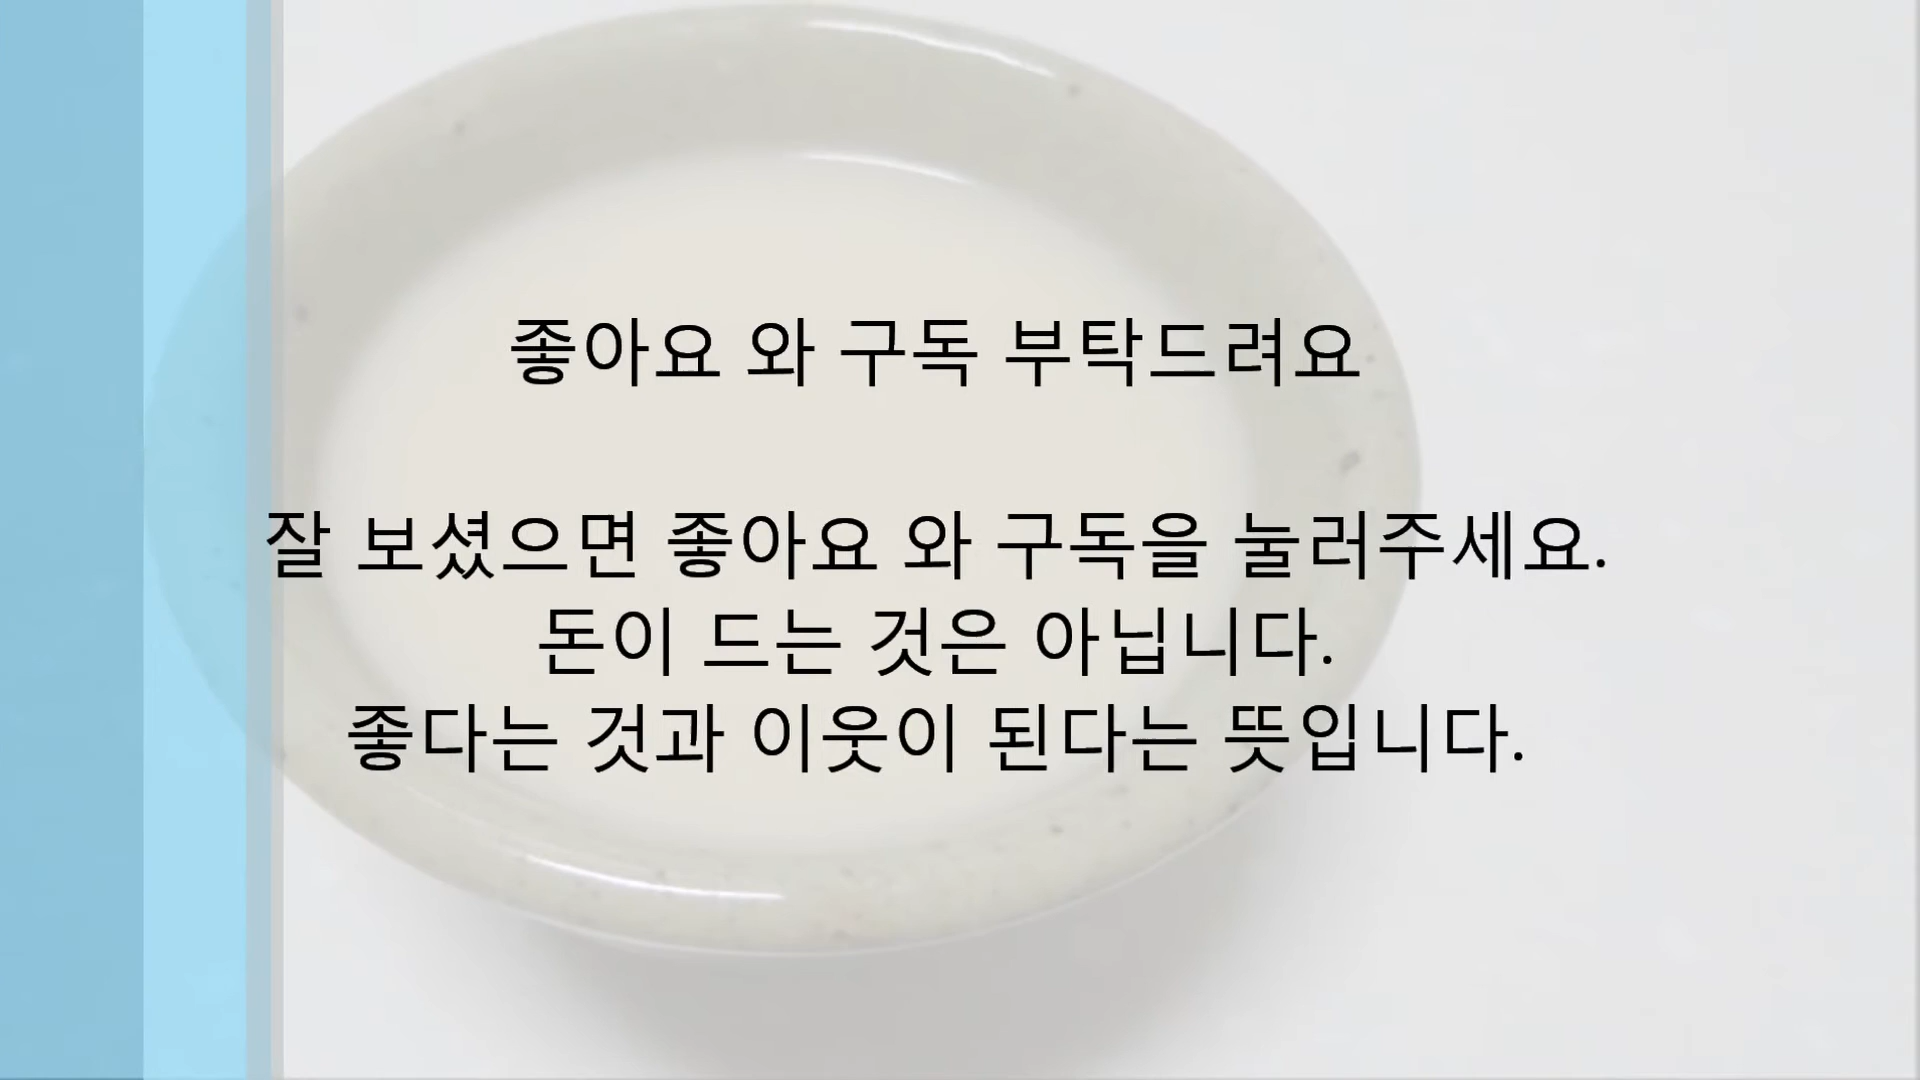 좋아요 와 구독 부탁드려요
잘 보셨으면 좋아요 와 구독을 눌러주세요.
돈이 드는 것은 아닙니다.
좋다는 것과 이웃이 된다는 뜻입니다.